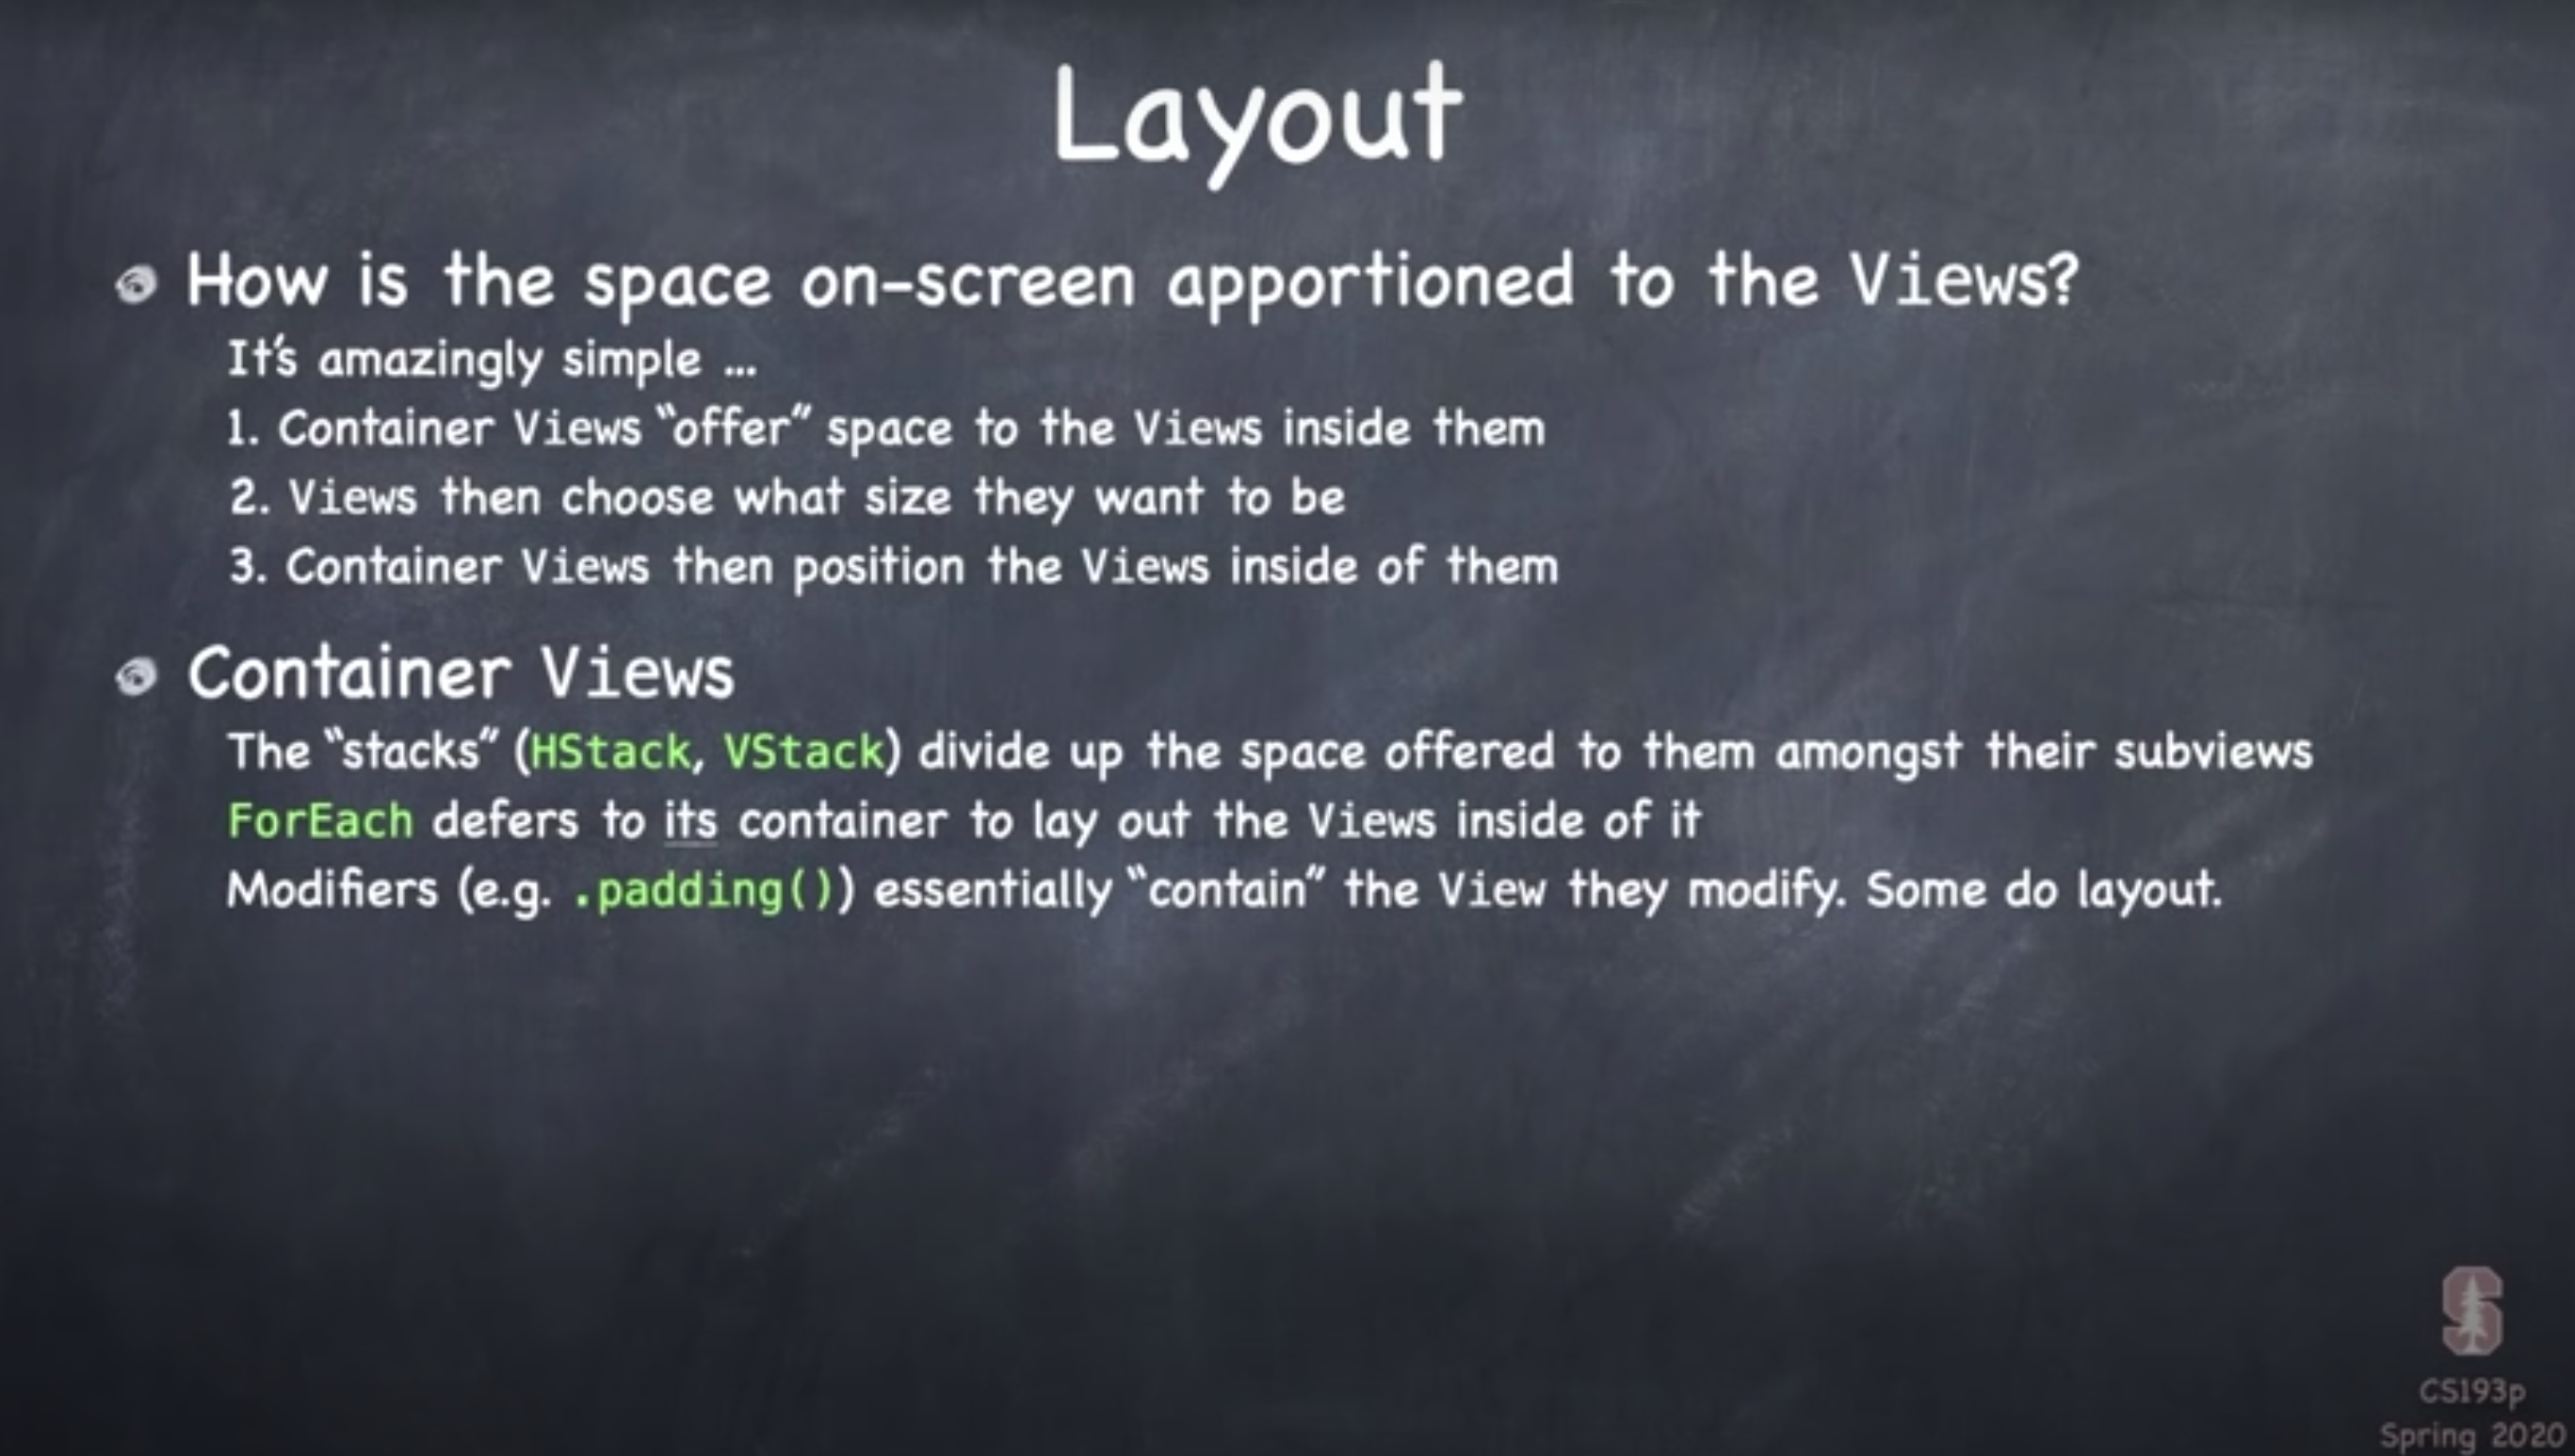 Layout
How is the space on-screen apportioned to the Views?
It's amazingly simple ...
1. Container Views “offer” space to the Views inside them
2. Views then choose what size they want to be
3. Container Views then position the Views inside of them
Container Views
The “stacks” (HStack, VStack) divide up the space offered to them amongst their subviews
ForEach defers to its container to lay out the Views inside of it
Modifiers (e.g. .padding()) essentially “contain” the View they modify. Some do layout.
S
CS193p
Spring 2020